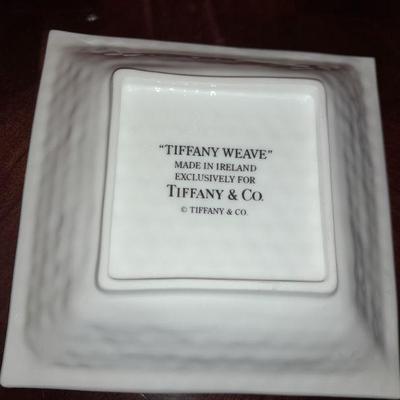 “TIFFANY WEAVE”
MADE IN IRELAND
EXCLUSIVELY FOR
TIFFANY & CO.
© TIFFANY & CO.